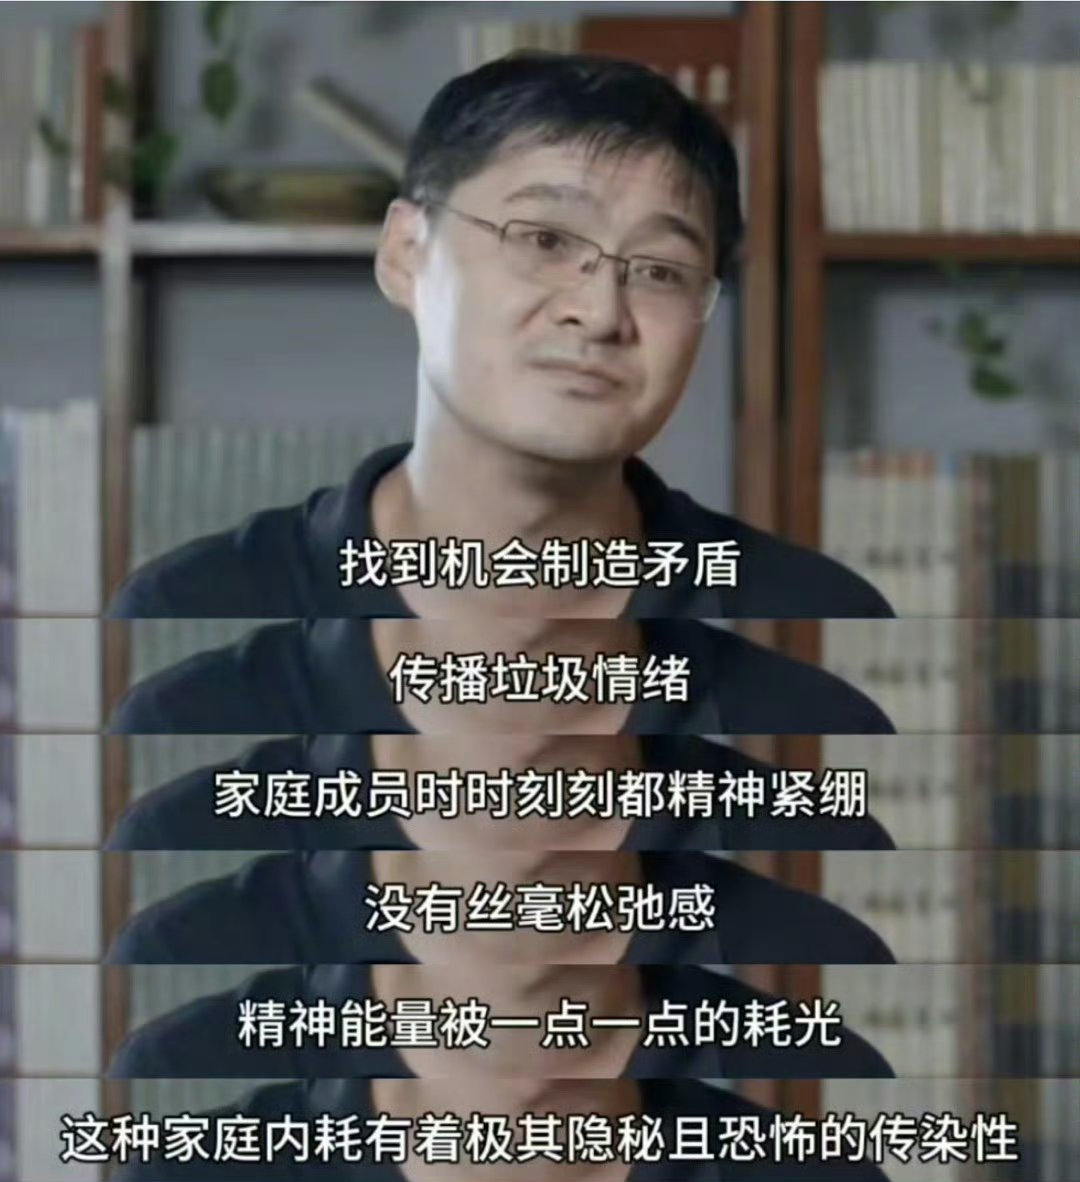 找到机会制造矛盾
传播垃圾情绪
家庭成员时时刻刻都精神紧绷
没有丝毫松弛感
精神能量被一点一点的耗光
这种家庭内耗有着极其隐秘且恐怖的传染性